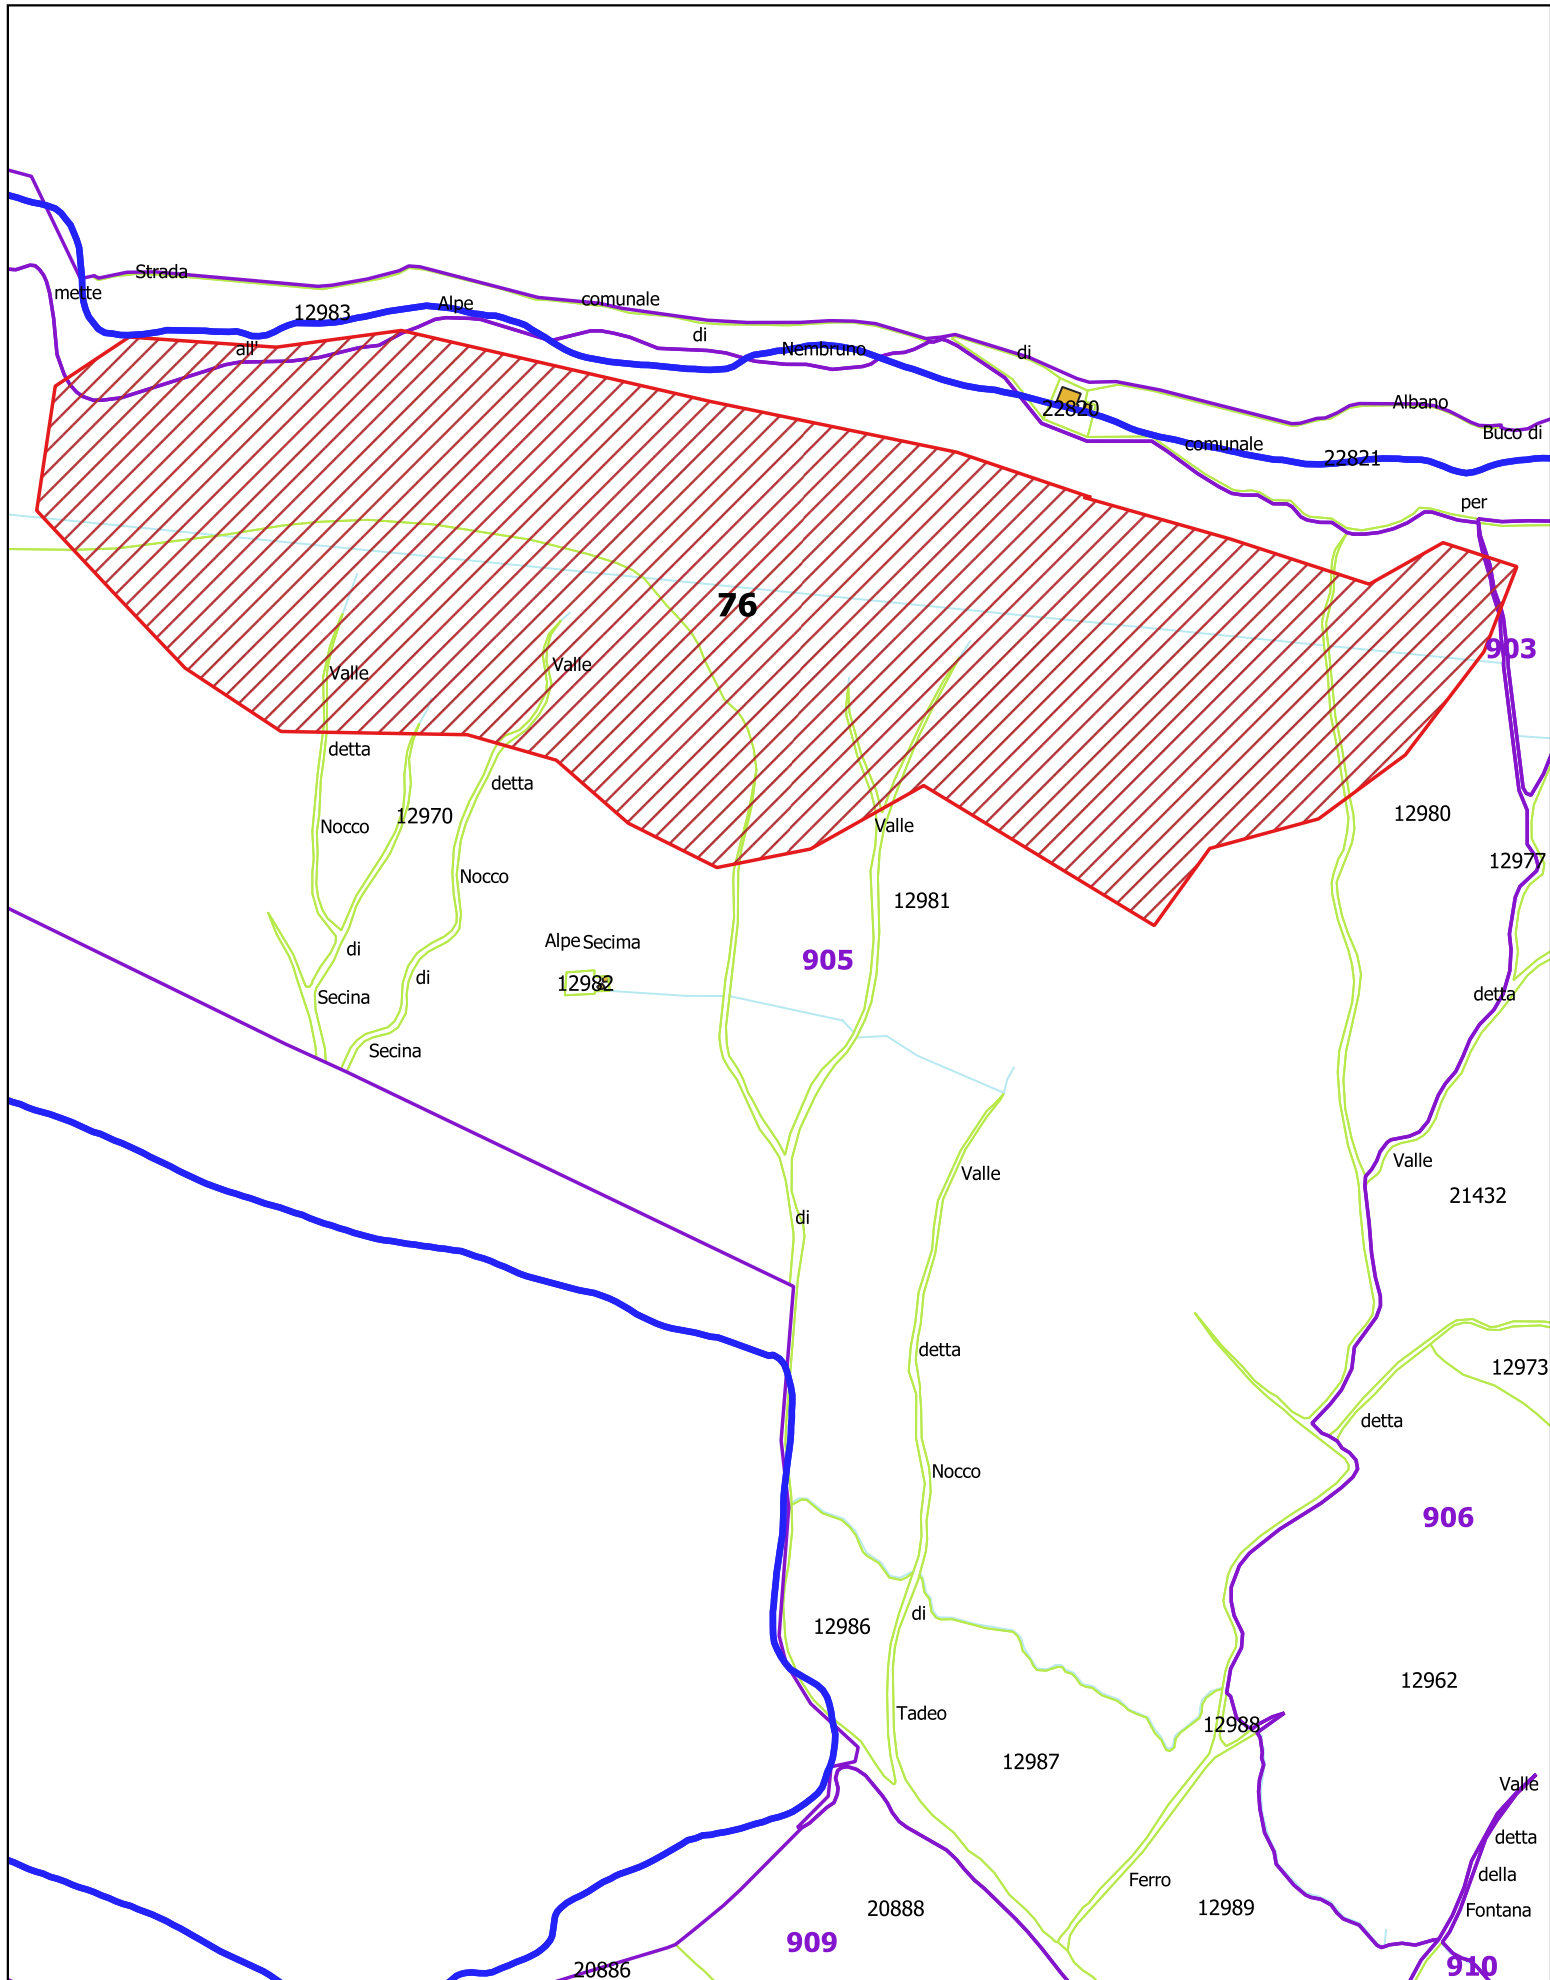 Strada
mette
comunale
12983
Alpe
di
all'
Nembruno
di
22820
Albano
Buco di
comunale
22821
per
76
903
Valle
Valle
detta
detta
Nocco
12970
Valle
12980
12977
Nocco
12981
di
Alpe Secima
905
di
12982
Secina
detta
Secina
Valle
Valle
21432
di
detta
12973
detta
Nocco
906
12986
di
12962
Tadeo
12988
12987
Valle
detta
della
Ferro
20888
12989
Fontana
909
20886
910